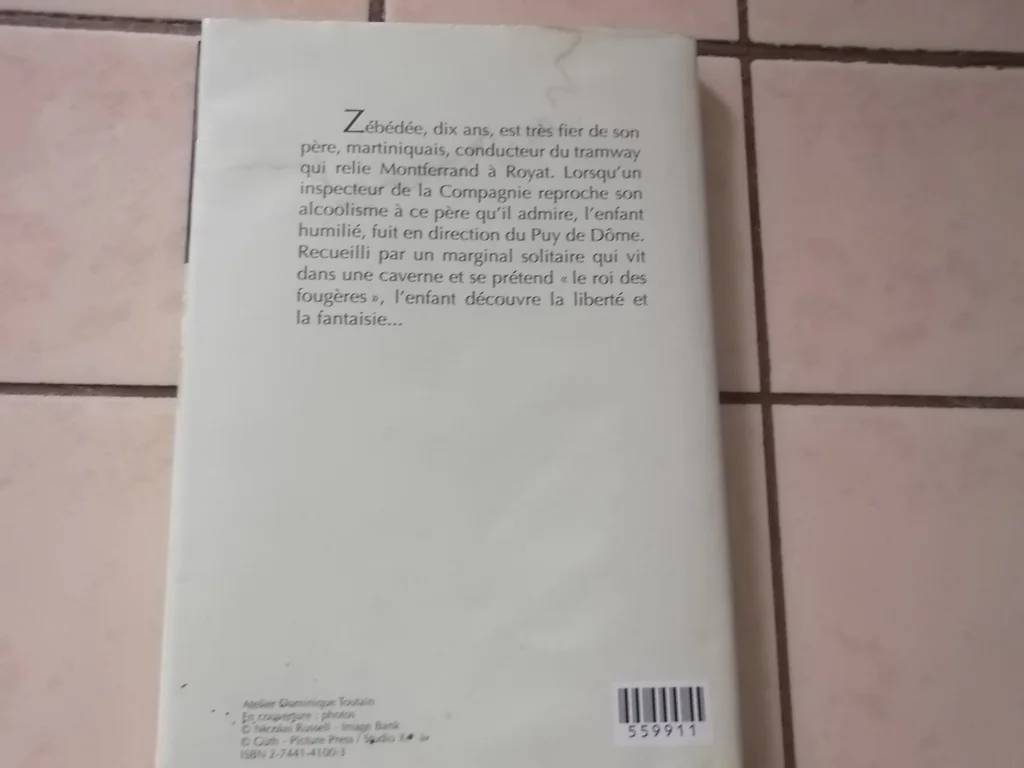 Zébédée, dix ans, est très fier de son
père, martiniquais, conducteur du tramway
qui relie Montferrand à Royat. Lorsqu'un
inspecteur de la Compagnie reproche son
alcoolisme à ce père qu'il admire, l'enfant
humilié, fuit en direction du Puy de Dôme.
Recueilli par un marginal solitaire qui vit
dans une caverne et se prétend « le roi des
fougères », l'enfant découvre la liberté et
la fantaisie...
Atelier Dominique Toutain
En couverture : photos
© Nicolas Russell - Image Bank
© Güth - Picture Press / Studio
ISBN 2-7441-4100-3
559911